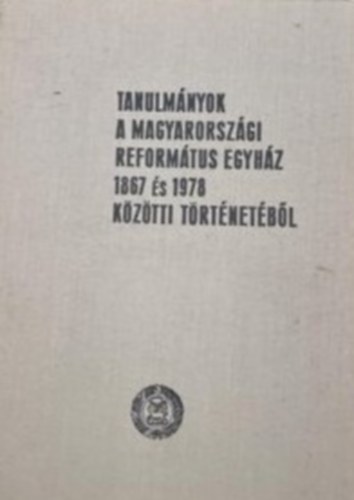 TANULMÁNYOK
A MAGYARORSZÁGI
REFORMÁTUS EGYHÁZ
1867 és 1978
KÖZÖTTI TÖRTÉNETÉBŐL